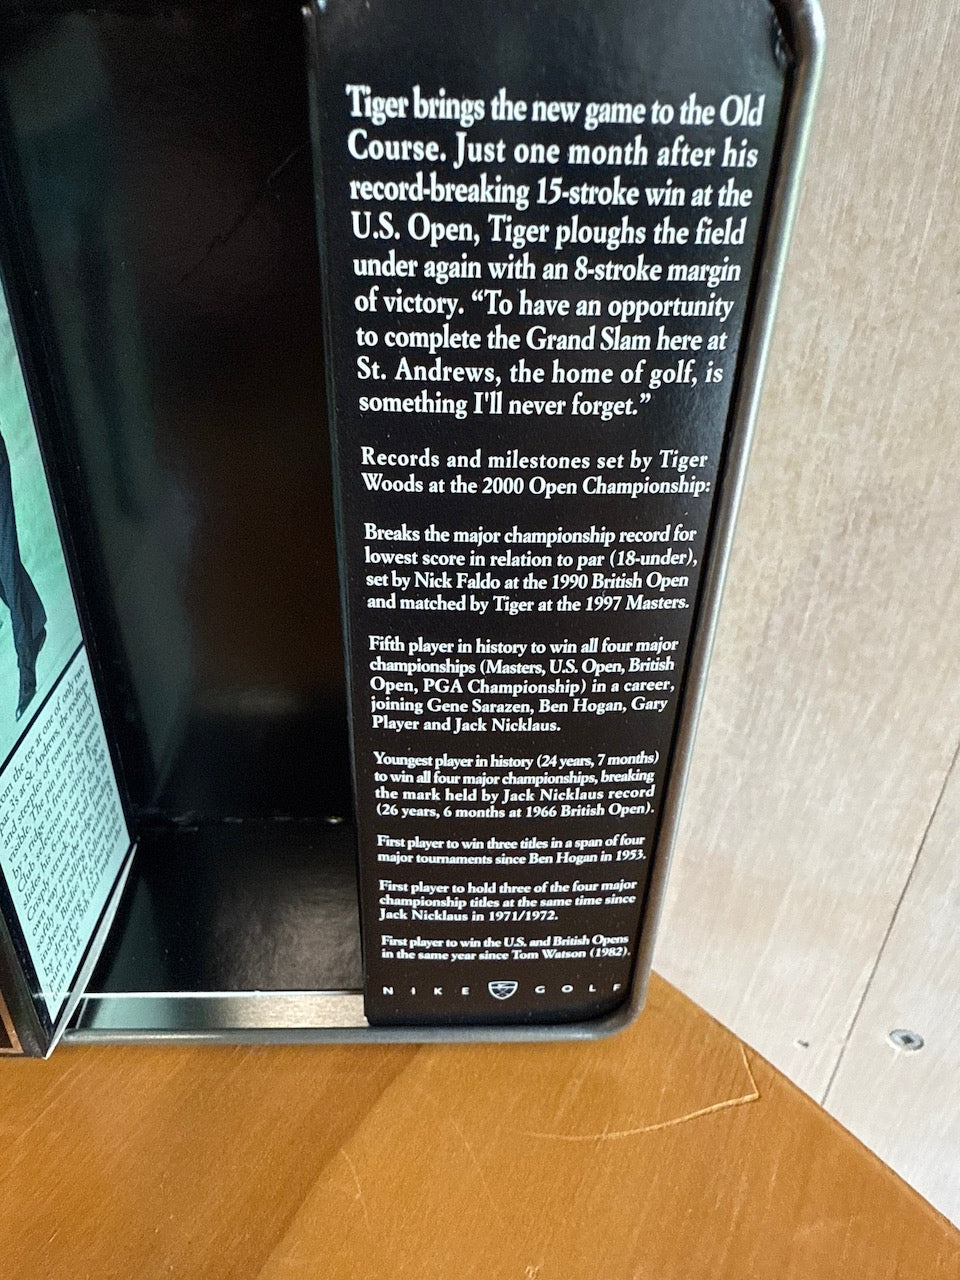 Tiger brings the new game to the Old
Course. Just one month after his
record-breaking 15-stroke win at the
U.S. Open, Tiger ploughs the field
under again with an 8-stroke margin
of victory. “To have an opportunity
to complete the Grand Slam here at
St. Andrews, the home of golf, is
something I'll never forget.”
Records and milestones set by Tiger
Woods at the 2000 Open Championship:
Breaks the major championship record for
lowest score in relation to par (18-under),
set by Nick Faldo at the 1990 British Open
and matched by Tiger at the 1997 Masters.
Fifth player in history to win all four major
championships (Masters, U.S. Open, British
Open, PGA Championship) in a career,
joining Gene Sarazen, Ben Hogan, Gary
Player and Jack Nicklaus.
Youngest player in history (24 years, 7 months)
to win all four major championships, breaking
the mark held by Jack Nicklaus record
(26 years, 6 months at 1966 British Open).
First player to win three titles in a span of four
major tournaments since Ben Hogan in 1953.
First player to hold three of the four major
championship titles at the same time since
Jack Nicklaus in 1971/1972.
First player to win the U.S. and British Opens
in the same year since Tom Watson (1982).
NIKE GOLF